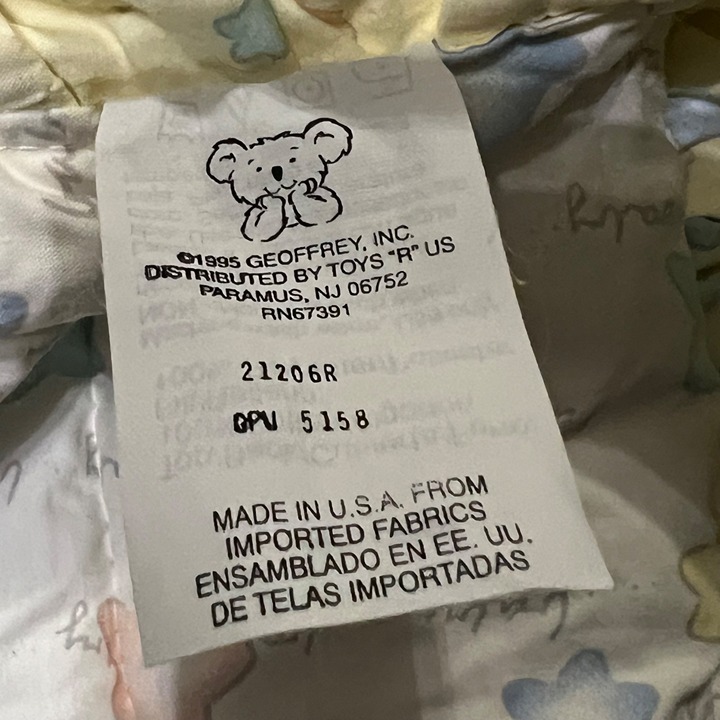 ©1995 GEOFFREY, INC.
DISTRIBUTED BY TOYS "R" US
PARAMUS, NJ 06752
RN67391
21206R
OPV 5158
MADE IN U.S.A. FROM
IMPORTED FABRICS
ENSAMBLADO EN EE. UU.
DE TELAS IMPORTADAS